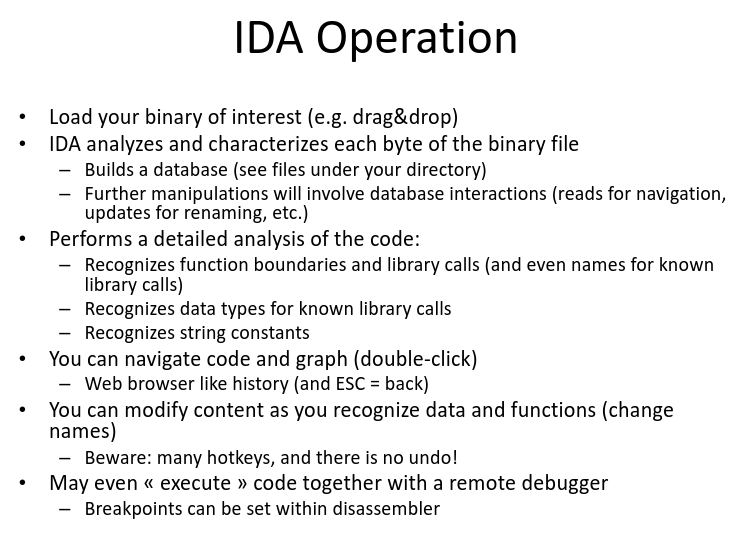 IDA Operation
• Load your binary of interest (e.g. drag&drop)
• IDA analyzes and characterizes each byte of the binary file
– Builds a database (see files under your directory)
– Further manipulations will involve database interactions (reads for navigation,
updates for renaming, etc.)
• Performs a detailed analysis of the code:
– Recognizes function boundaries and library calls (and even names for known
library calls)
– Recognizes data types for known library calls
– Recognizes string constants
• You can navigate code and graph (double-click)
– Web browser like history (and ESC = back)
• You can modify content as you recognize data and functions (change
names)
– Beware: many hotkeys, and there is no undo!
• May even « execute » code together with a remote debugger
– Breakpoints can be set within disassembler